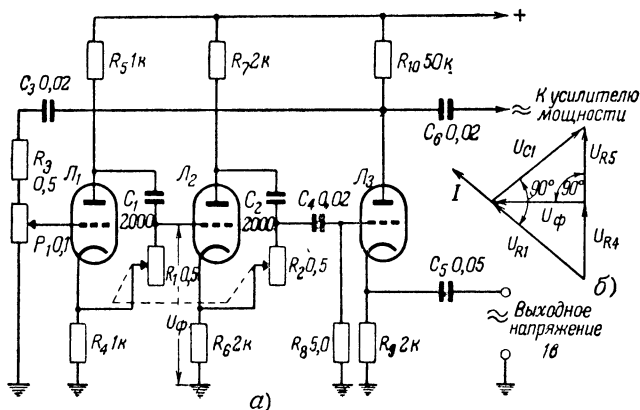 +
R5 1к
R7 2к
R10 50к
C3 0,02
К усилителю
мощности
C6 0,02
Rэ
0,5
Л1
Л2
Л3
C1
2000
C2
2000
C4 0,02
P1 0,1
R1 0,5
R2 0,5
Uф
C5 0,05
R4 1к
R6 2к
R8 5,0
R9 2к
Выходное
напряжение
1в
I
UC1
UR5
90°
90°
Uф
UR1
UR4
а)
б)